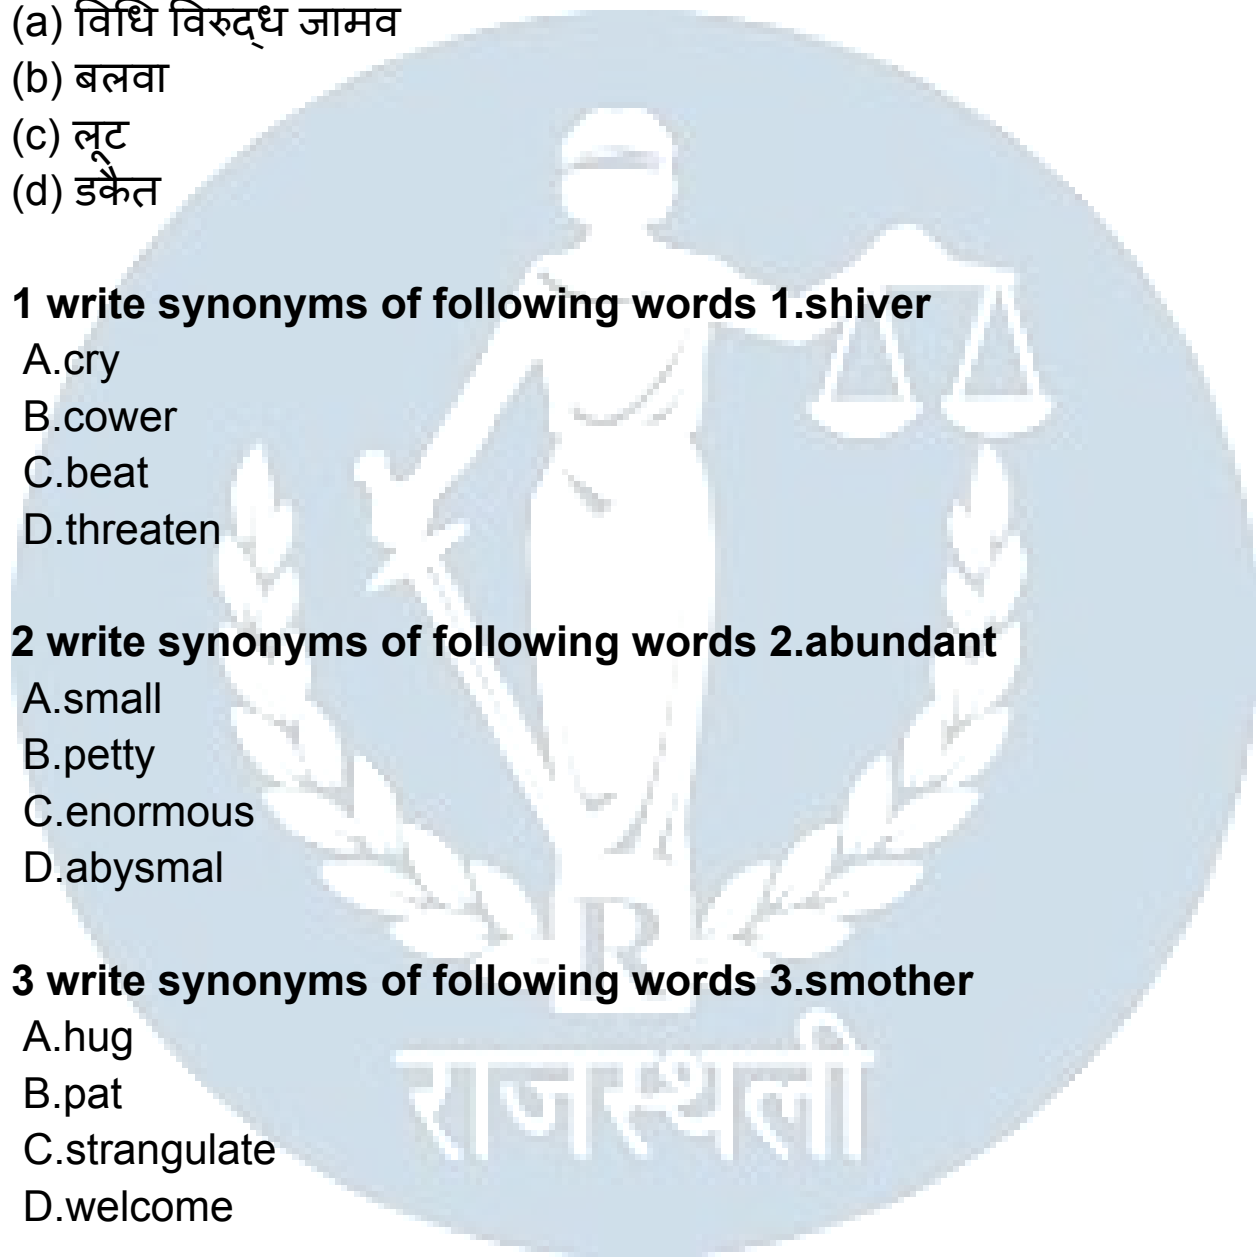 (a) विधि विरुद्ध जामव
(b) बलवा
(c) लूट
(d) डकैत
1 write synonyms of following words 1.shiver
A.cry
B.cower
C.beat
D.threaten
2 write synonyms of following words 2.abundant
A.small
B.petty
C.enormous
D.abysmal
3 write synonyms of following words 3.smother
A.hug
B.pat
C.strangulate
D.welcome
R
राजस्थली